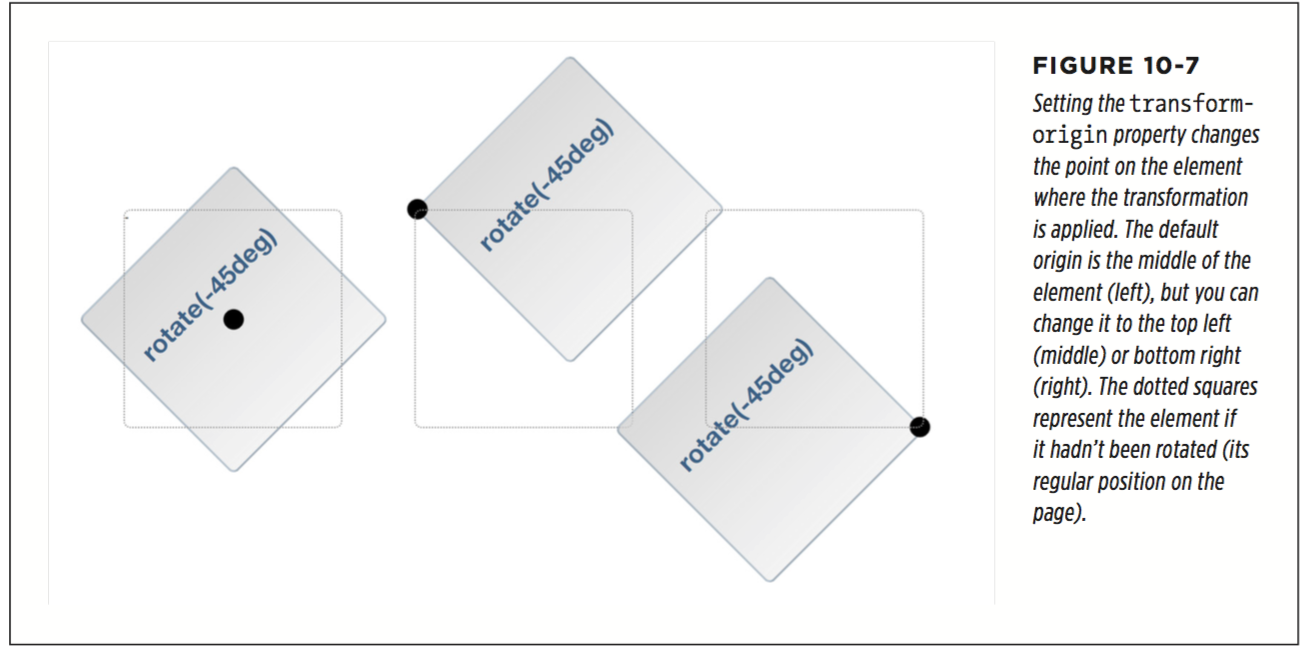 rotate(-45deg)
rotate(-45deg)
rotate(-45deg)
FIGURE 10-7
Setting the transform-
origin property changes
the point on the element
where the transformation
is applied. The default
origin is the middle of the
element (left), but you can
change it to the top left
(middle) or bottom right
(right). The dotted squares
represent the element if
it hadn’t been rotated (its
regular position on the
page).